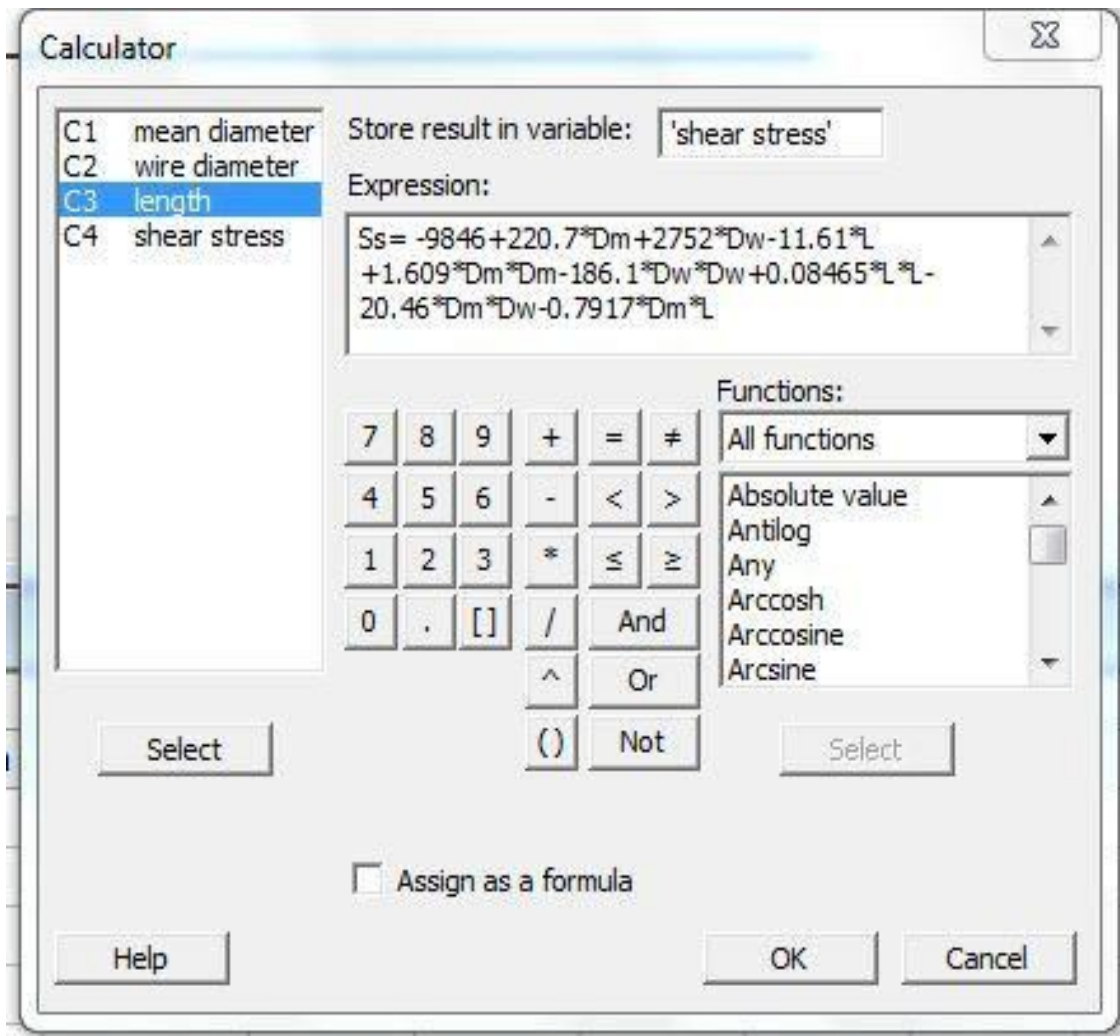 Calculator
C1 mean diameter
C2 wire diameter
C3 length
C4 shear stress
Store result in variable: 'shear stress'
Expression:
Ss= -9846+220.7*Dm+2752*Dw-11.61*L
+1.609*Dm*Dm-186.1*Dw*Dw+0.08465*L*L-
20.46*Dm*Dw-0.7917*Dm*L
Functions:
All functions
7 8 9 + = ≠
4 5 6 - < >
1 2 3 * ≤ ≥
0 . [] / And
^ Or
() Not
Absolute value
Antilog
Any
Arccosh
Arccosine
Arcsine
Select
Select
Assign as a formula
Help
OK
Cancel